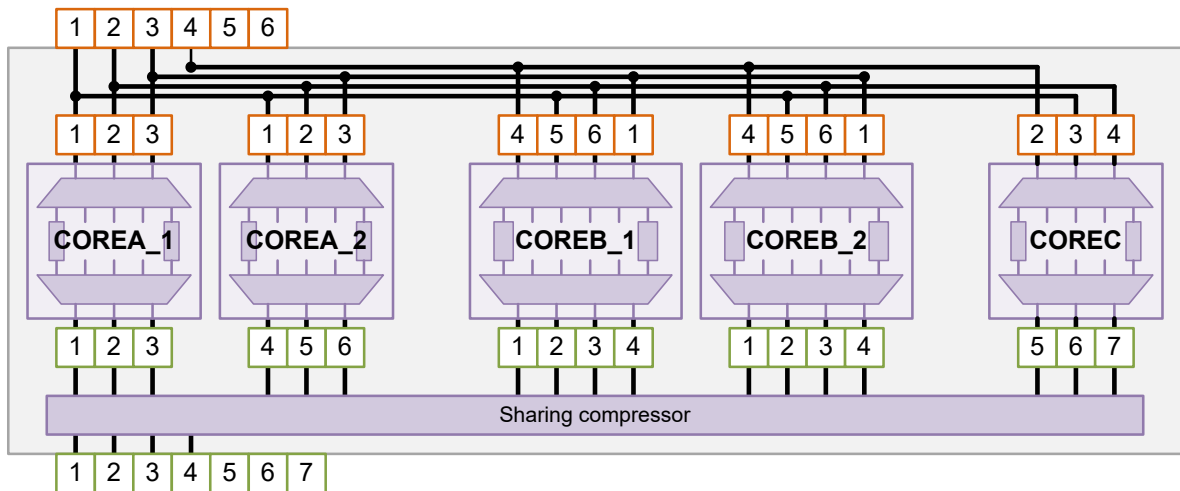 1 2 3 4 5 6
1 2 3 1 2 3 4 5 6 1 4 5 6 1 2 3 4
COREA_1 COREA_2 COREB_1 COREB_2 COREC
1 2 3 4 5 6 1 2 3 4 1 2 3 4 5 6 7
Sharing compressor
1 2 3 4 5 6 7